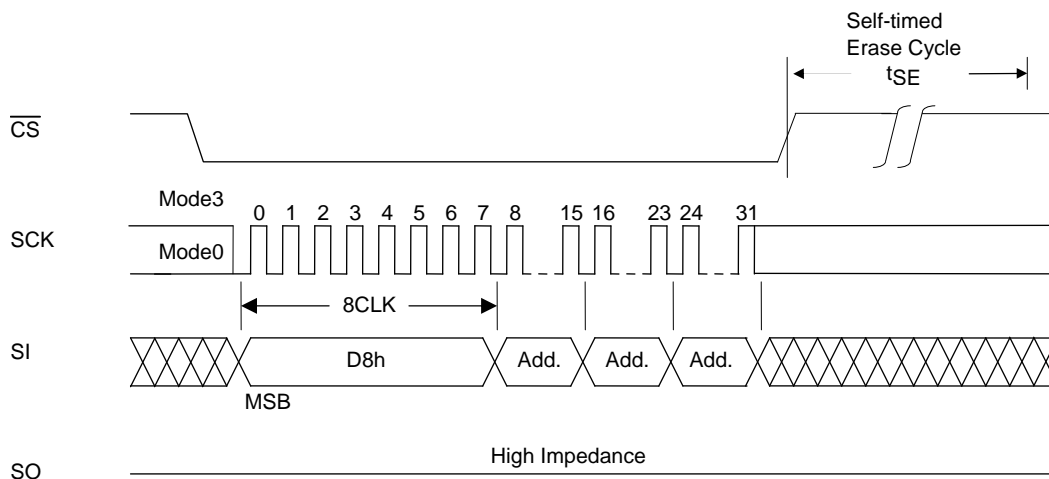 Self-timed
Erase Cycle
tSE
CS
Mode3
0 1 2 3 4 5 6 7 8 15 16 23 24 31
SCK
Mode0
8CLK
SI
D8h Add. Add. Add.
MSB
High Impedance
SO